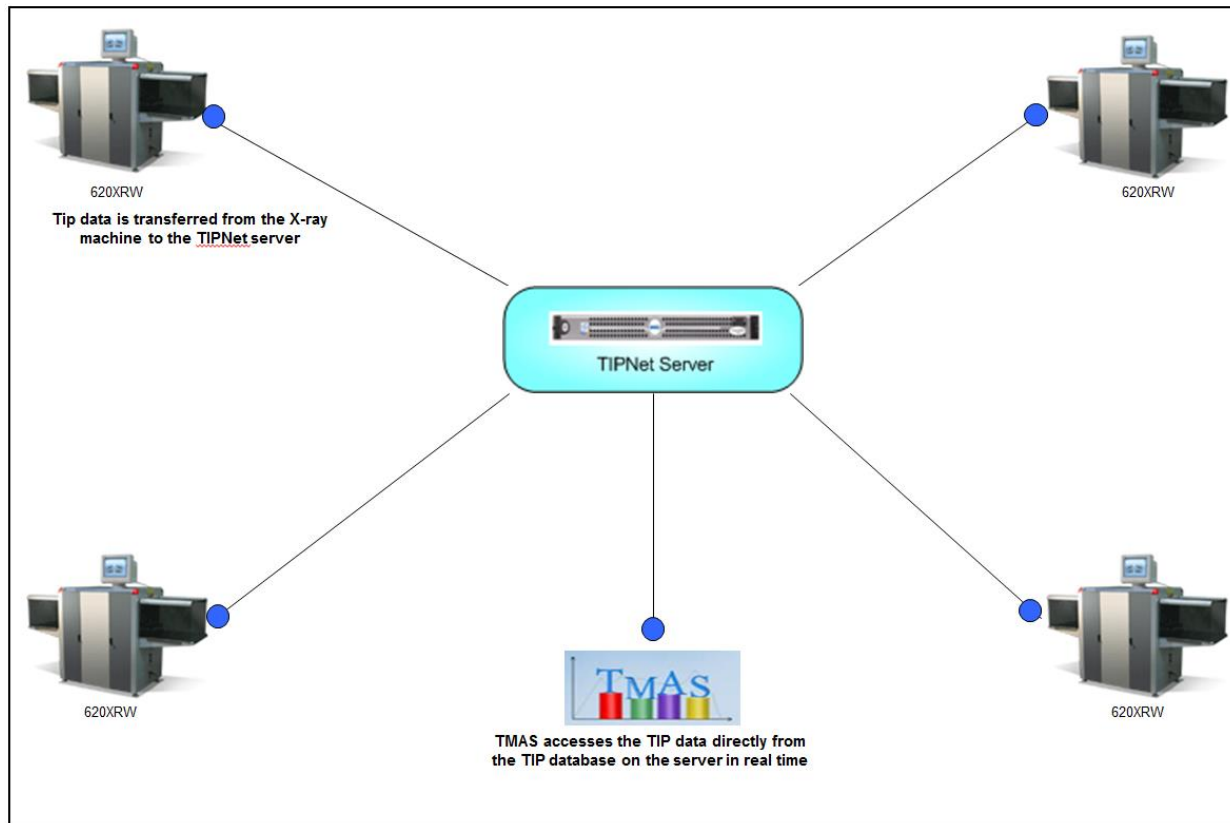 620XRW
Tip data is transferred from the X-ray
machine to the TIPNet server
620XRW
TIPNet Server
620XRW
620XRW
TMAS
TMAS accesses the TIP data directly from
the TIP database on the server in real time